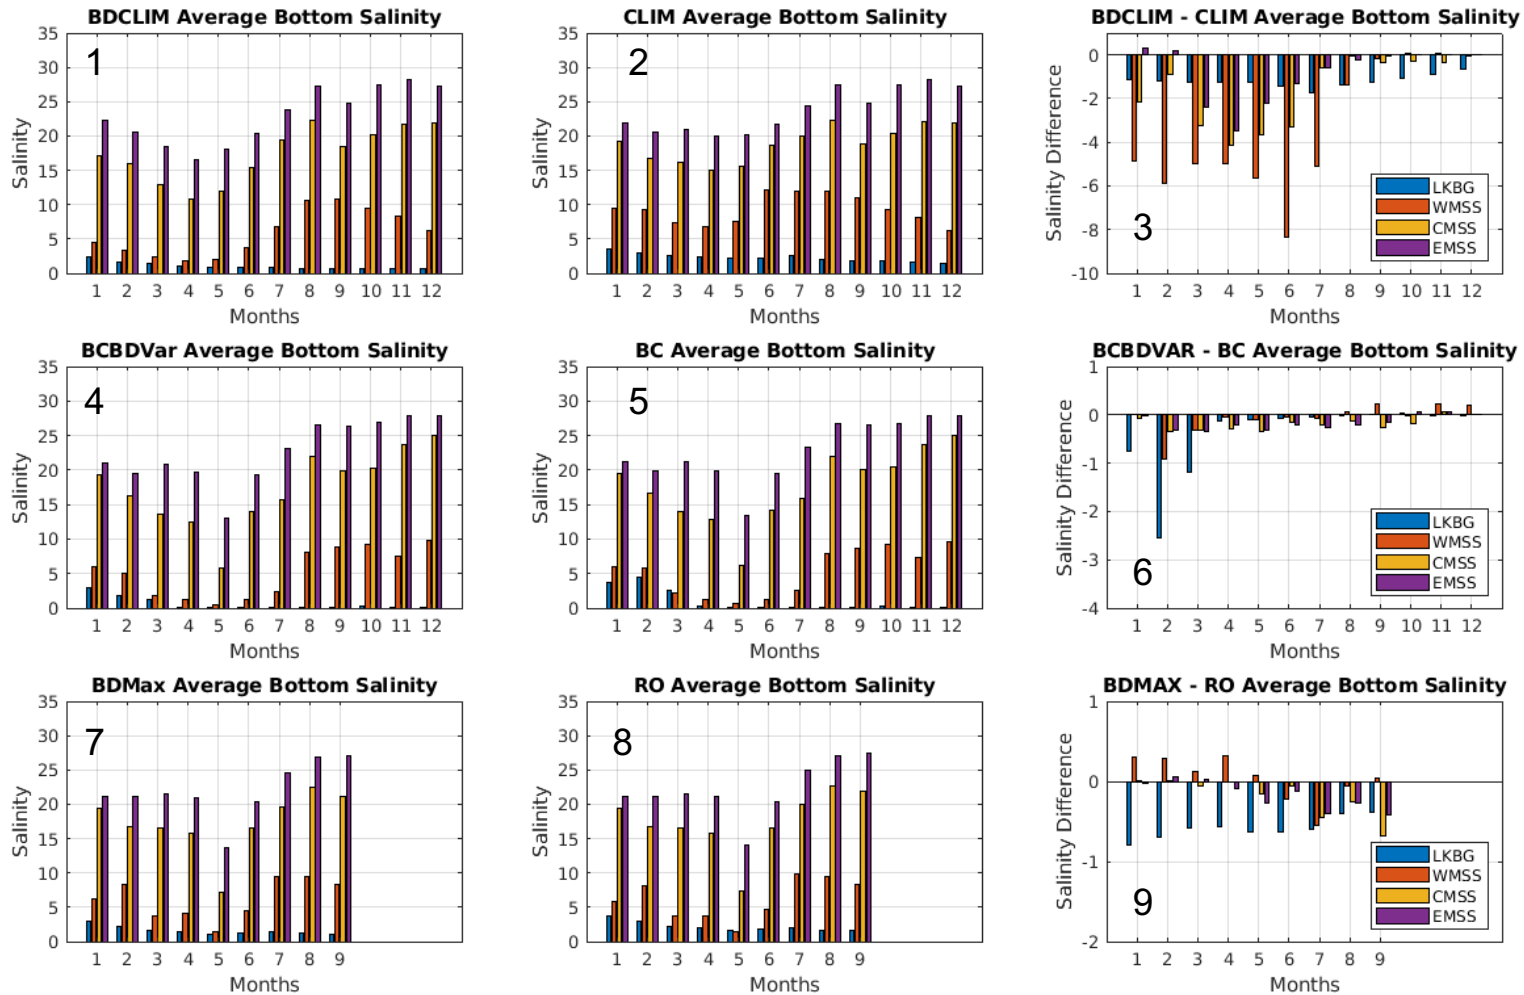 BDCLIM Average Bottom Salinity
35
30
25
20
15
10
5
0
Salinity
1
1 2 3 4 5 6 7 8 9 10 11 12
Months
CLIM Average Bottom Salinity
35
30
25
20
15
10
5
0
Salinity
2
1 2 3 4 5 6 7 8 9 10 11 12
Months
BDCLIM - CLIM Average Bottom Salinity
0
-2
-4
-6
-8
-10
Salinity Difference
3
LKBG
WMSS
CMSS
EMSS
1 2 3 4 5 6 7 8 9 10 11 12
Months
BCBDVar Average Bottom Salinity
35
30
25
20
15
10
5
0
Salinity
4
1 2 3 4 5 6 7 8 9 10 11 12
Months
BC Average Bottom Salinity
35
30
25
20
15
10
5
0
Salinity
5
1 2 3 4 5 6 7 8 9 10 11 12
Months
BCBDVAR - BC Average Bottom Salinity
1
0
-1
-2
-3
-4
Salinity Difference
6
LKBG
WMSS
CMSS
EMSS
1 2 3 4 5 6 7 8 9 10 11 12
Months
BDMax Average Bottom Salinity
35
30
25
20
15
10
5
0
Salinity
7
1 2 3 4 5 6 7 8 9
Months
RO Average Bottom Salinity
35
30
25
20
15
10
5
0
Salinity
8
1 2 3 4 5 6 7 8 9
Months
BDMAX - RO Average Bottom Salinity
1
0
-1
-2
Salinity Difference
9
LKBG
WMSS
CMSS
EMSS
1 2 3 4 5 6 7 8 9
Months